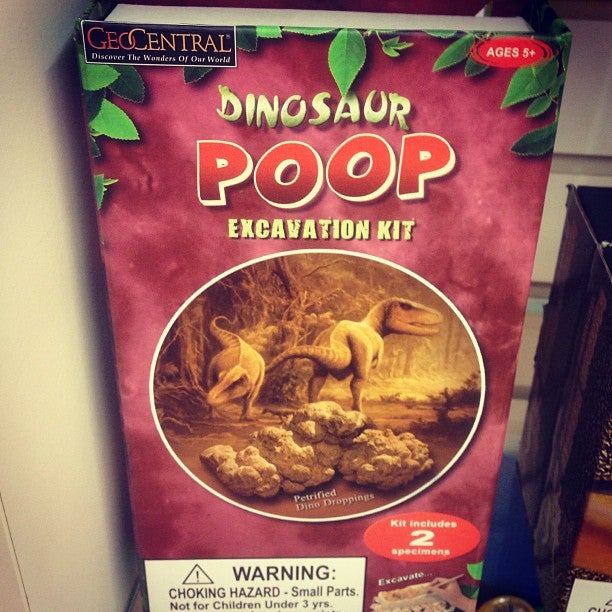 GEOCENTRAL®
Discover The Wonders Of Our World
AGES 5+
DINOSAUR
POOP
EXCAVATION KIT
Petrified
Dino Droppings
Kit includes
2
specimens
WARNING:
CHOKING HAZARD - Small Parts.
Not for Children Under 3 yrs.
Excavate...